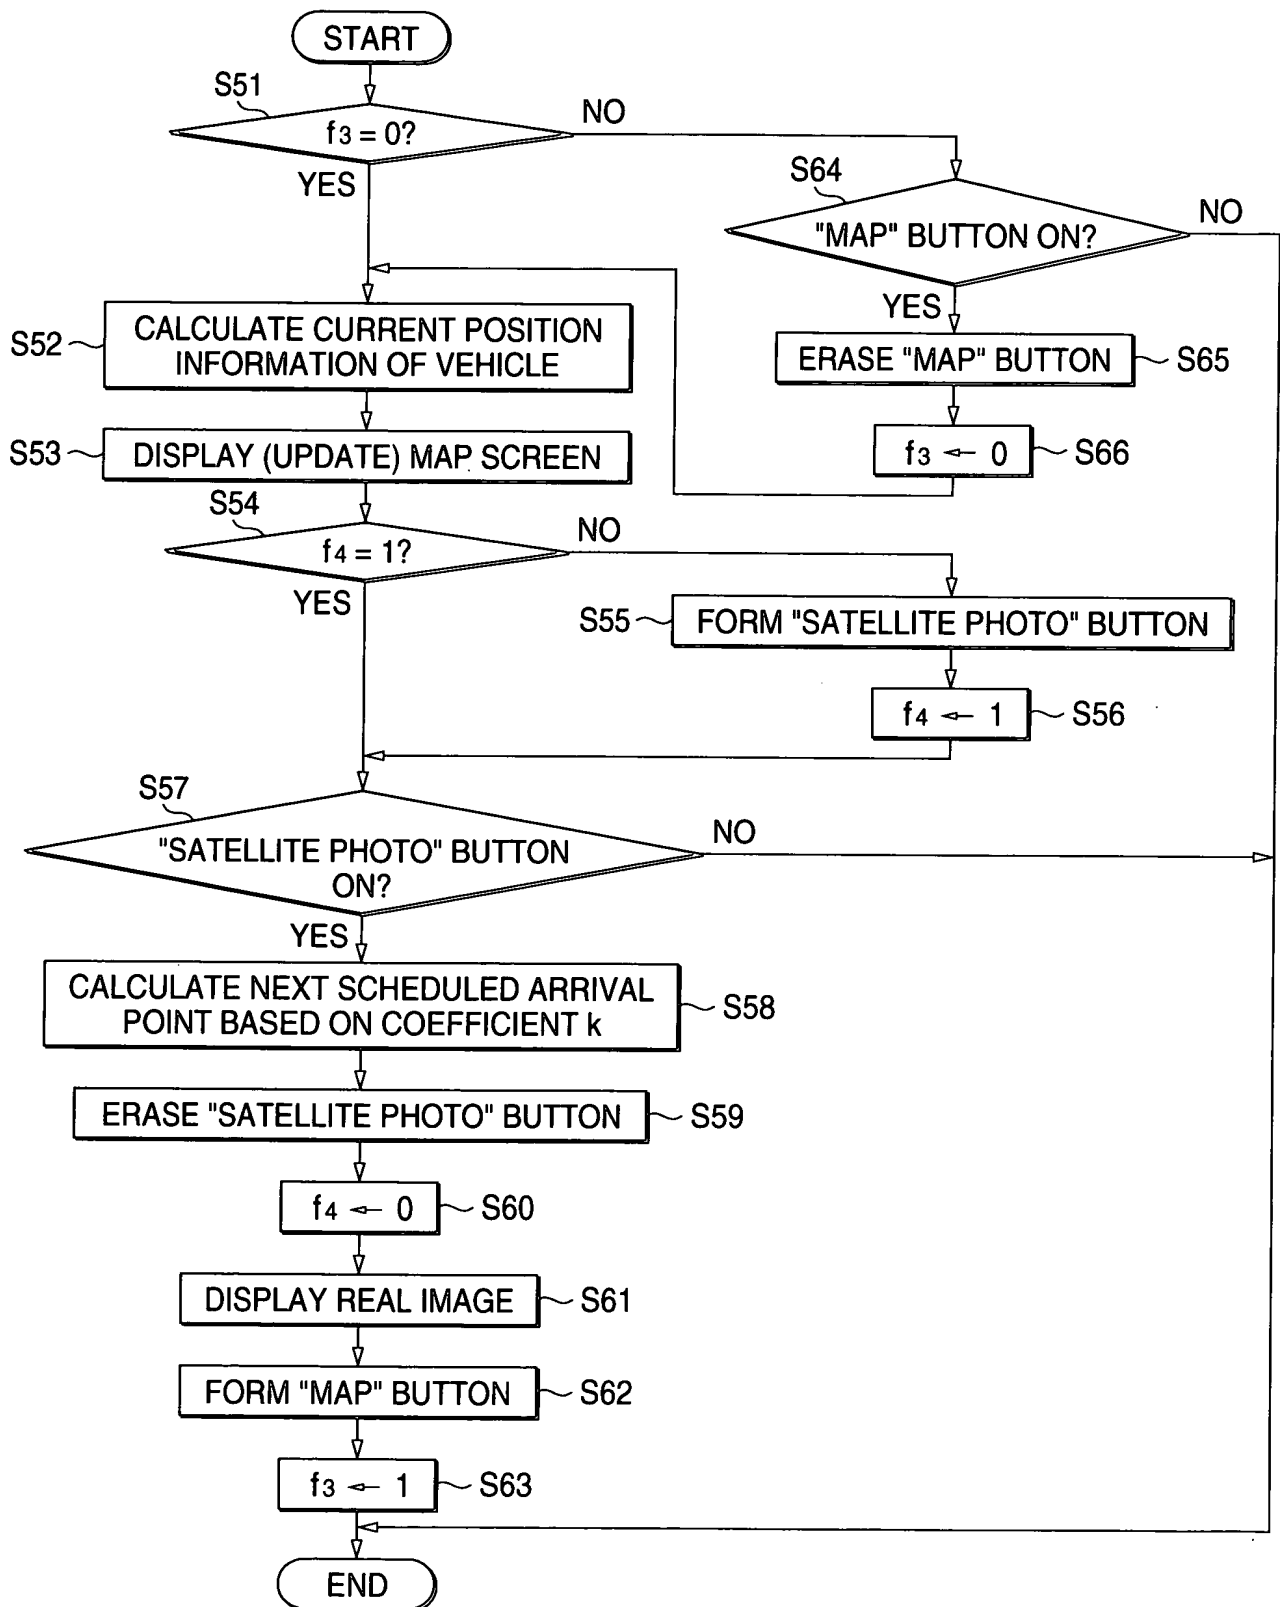 START
S51
f3 = 0?
NO
YES
S64
"MAP" BUTTON ON?
NO
YES
S52
CALCULATE CURRENT POSITION
INFORMATION OF VEHICLE
ERASE "MAP" BUTTON
S65
S53
DISPLAY (UPDATE) MAP SCREEN
f3 ← 0
S66
S54
f4 = 1?
NO
YES
S55
FORM "SATELLITE PHOTO" BUTTON
f4 ← 1
S56
S57
"SATELLITE PHOTO" BUTTON
ON?
NO
YES
CALCULATE NEXT SCHEDULED ARRIVAL
POINT BASED ON COEFFICIENT k
S58
ERASE "SATELLITE PHOTO" BUTTON
S59
f4 ← 0
S60
DISPLAY REAL IMAGE
S61
FORM "MAP" BUTTON
S62
f3 ← 1
S63
END